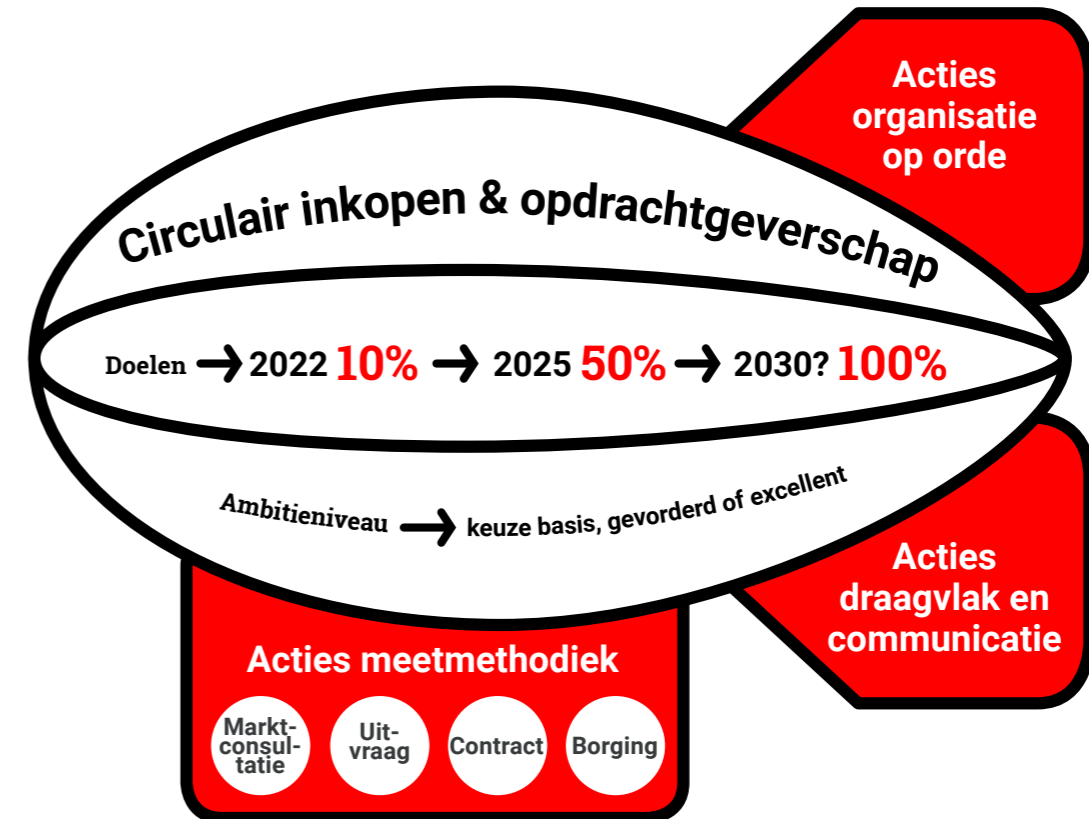 Acties
organisatie
op orde
Circulair inkopen & opdrachtgeverschap
Doelen → 2022 10% → 2025 50% → 2030? 100%
Ambitieniveau → keuze basis, gevorderd of excellent
Acties
draagvlak en
communicatie
Acties meetmethodiek
Markt-
consul-
tatie
Uit-
vraag
Contract
Borging